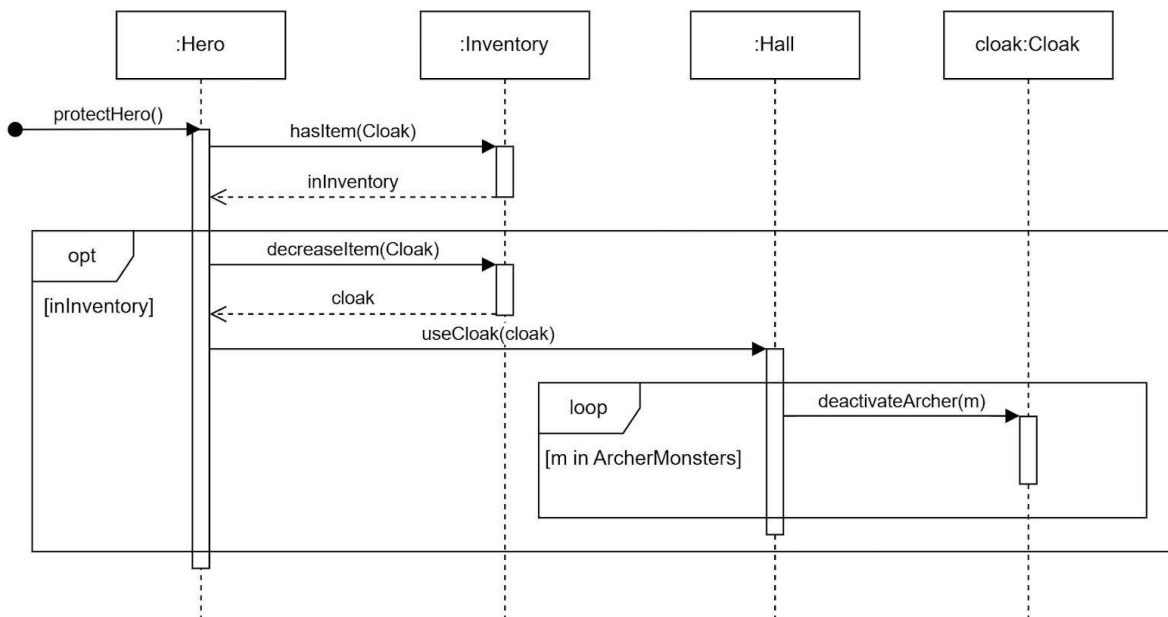 :Hero
:Inventory
:Hall
cloak:Cloak
protectHero()
hasItem(Cloak)
inInventory
opt
[inInventory]
decreaseItem(Cloak)
cloak
useCloak(cloak)
loop
[m in ArcherMonsters]
deactivateArcher(m)